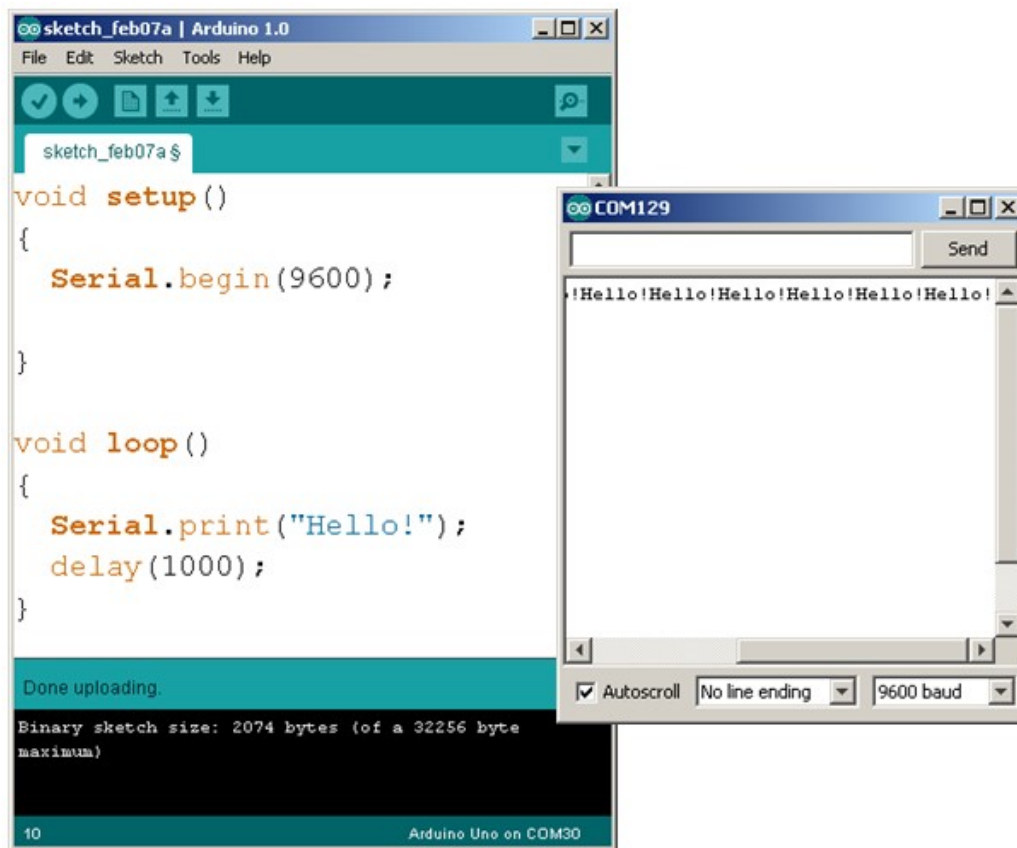 sketch_feb07a | Arduino 1.0
File Edit Sketch Tools Help
sketch_feb07a §
void setup()
{
  Serial.begin(9600);
}
void loop()
{
  Serial.print("Hello!");
  delay(1000);
}
Done uploading.
Binary sketch size: 2074 bytes (of a 32256 byte
maximum)
10 Arduino Uno on COM30
COM129
Send
!Hello!Hello!Hello!Hello!Hello!Hello!
Autoscroll No line ending 9600 baud